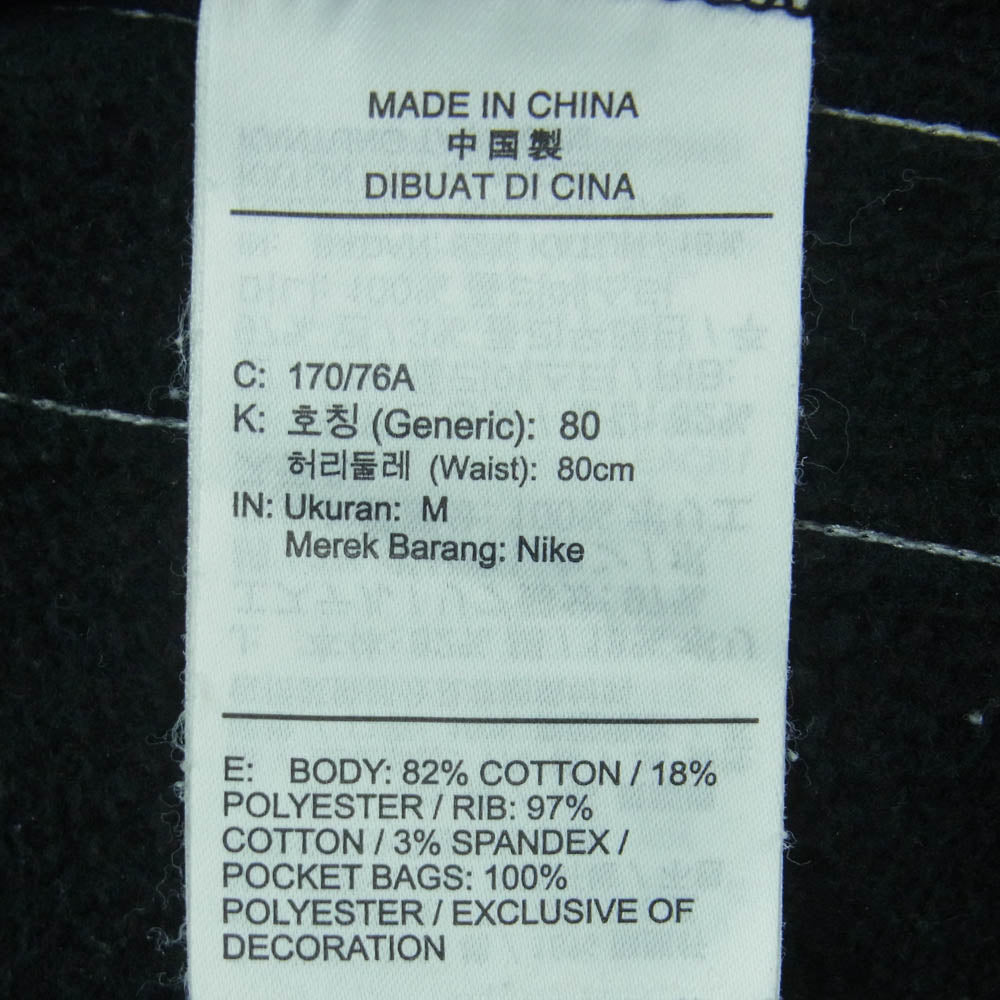 MADE IN CHINA
中国製
DIBUAT DI CINA
C: 170/76A
K: 호칭 (Generic): 80
허리둘레 (Waist): 80cm
IN: Ukuran: M
Merek Barang: Nike
E: BODY: 82% COTTON / 18%
POLYESTER / RIB: 97%
COTTON / 3% SPANDEX /
POCKET BAGS: 100%
POLYESTER / EXCLUSIVE OF
DECORATION